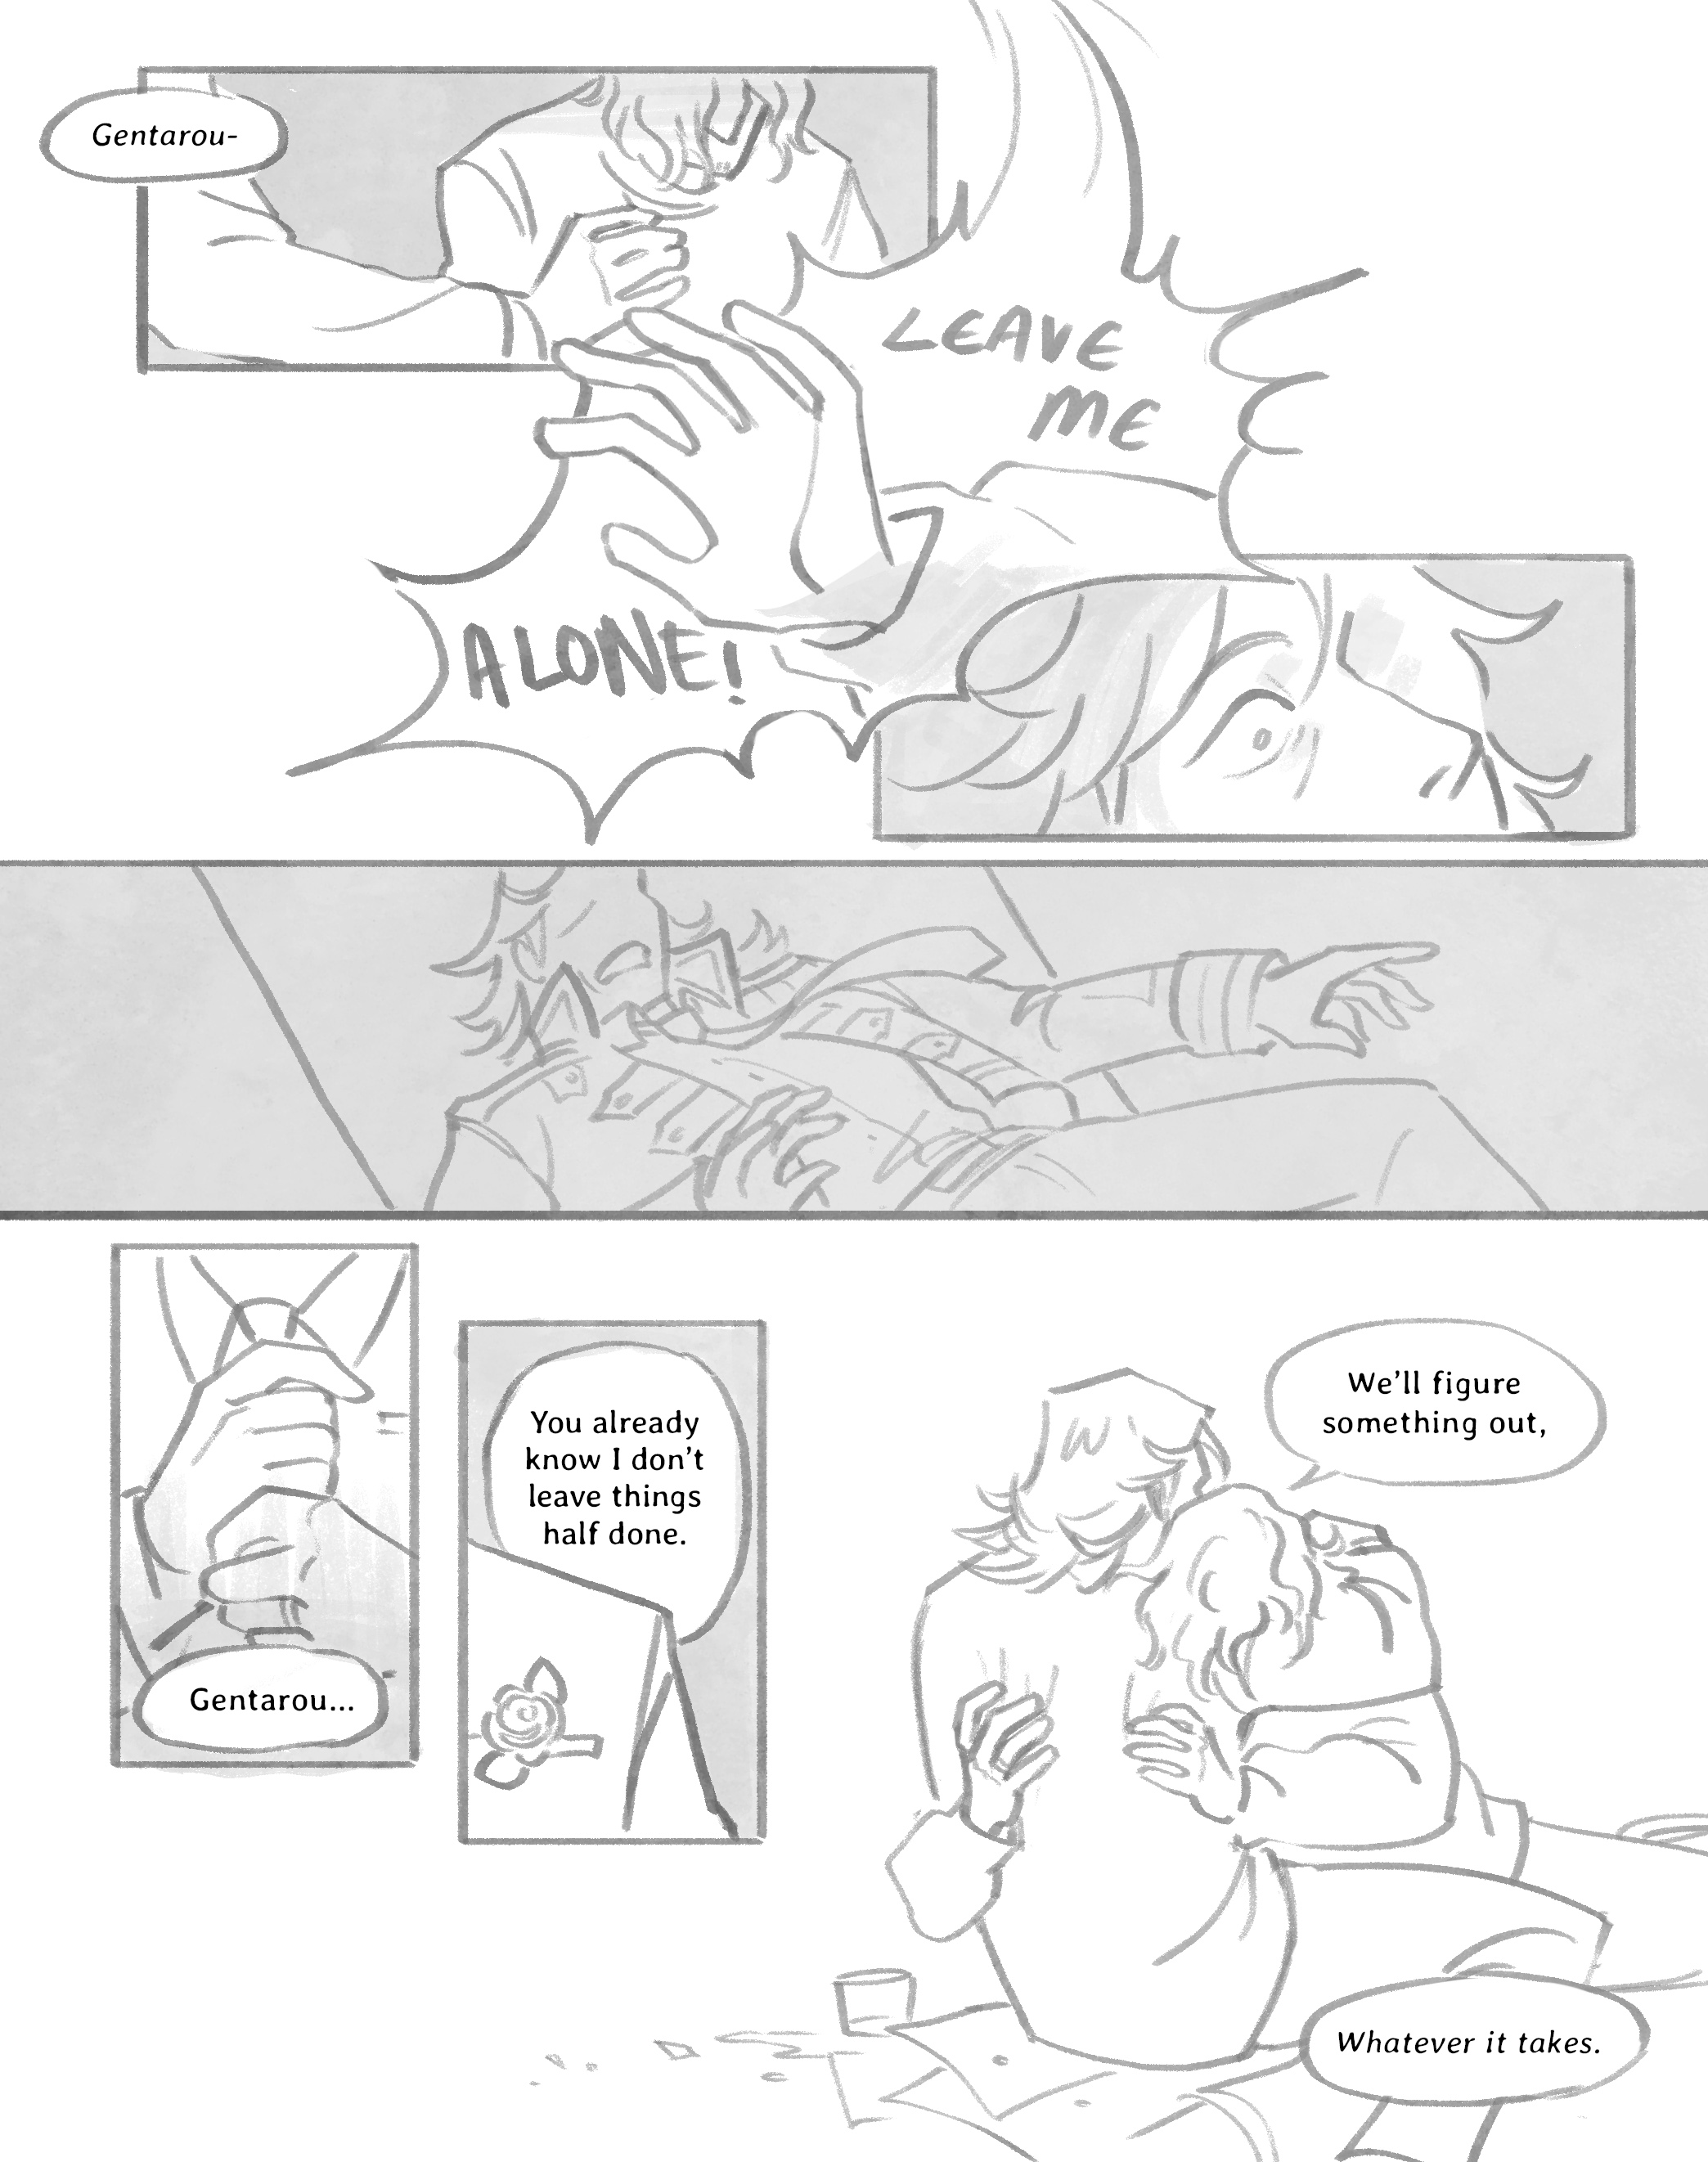 Gentarou-
LEAVE
ME
ALONE!
Gentarou...
You already
know I don't
leave things
half done.
We'll figure
something out,
Whatever it takes.